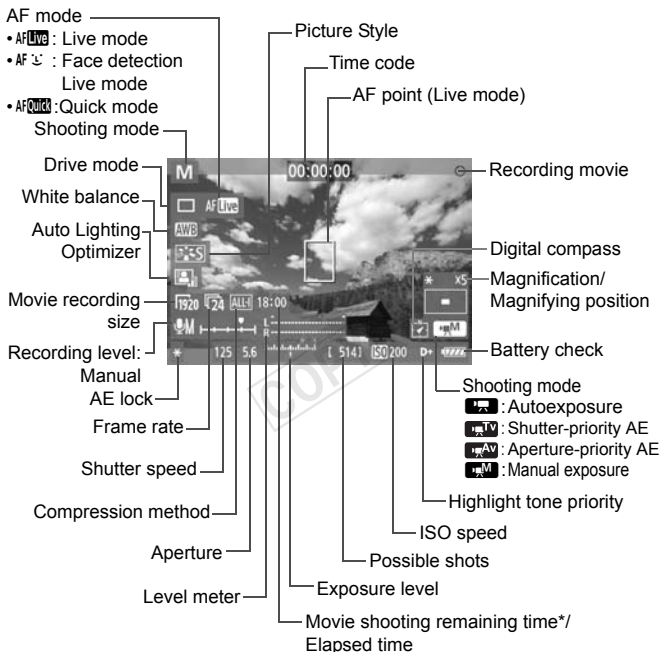 AF mode
• AF Live : Live mode
• AF : Face detection
Live mode
• AF Quick :Quick mode
Shooting mode
Drive mode
White balance
Auto Lighting
Optimizer
Movie recording
size
Recording level:
Manual
AE lock
Frame rate
Shutter speed
Compression method
Aperture
Level meter
Picture Style
Time code
AF point (Live mode)
M
00:00:00
AF Live
AWB
S
1920 24 ALL-I 18:00
M
L
R
* 125 5.6 [ 514] ISO 200 D+
* x5
M
COPY
Recording movie
Digital compass
Magnification/
Magnifying position
Battery check
Shooting mode
: Autoexposure
Tv : Shutter-priority AE
Av : Aperture-priority AE
M : Manual exposure
Highlight tone priority
ISO speed
Possible shots
Exposure level
Movie shooting remaining time*/
Elapsed time